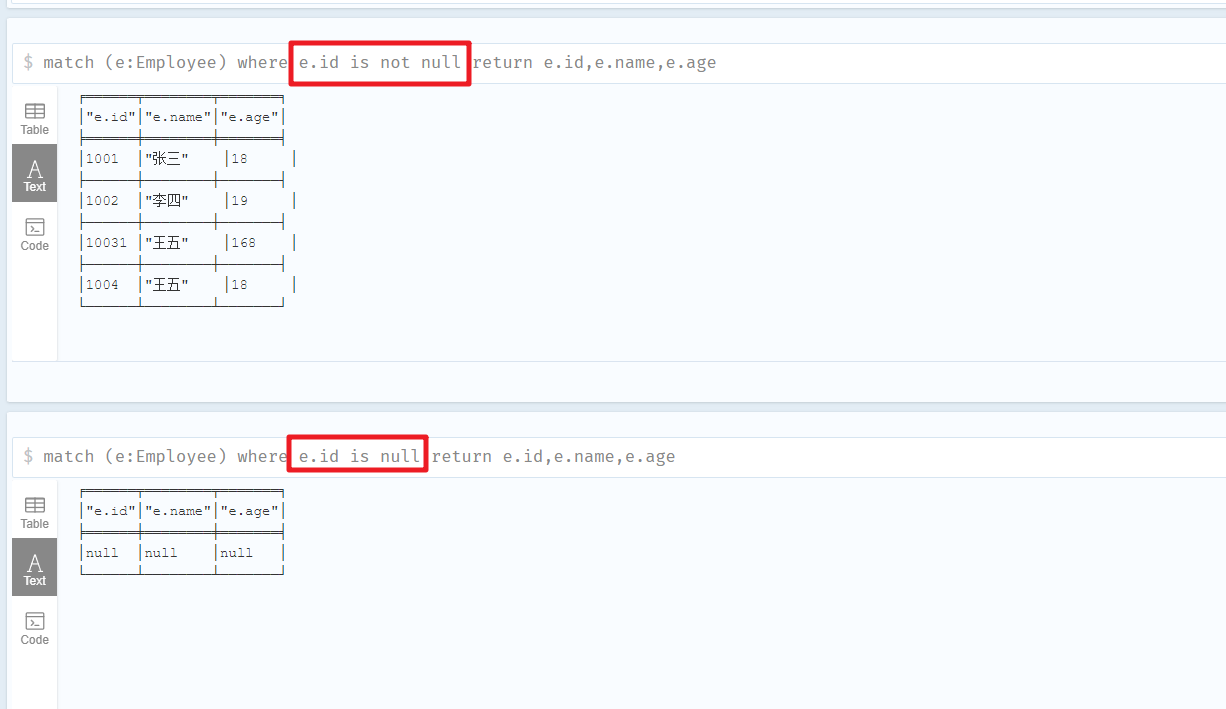 $ match (e:Employee) where e.id is not null return e.id,e.name,e.age
Table
A
Text
Code
"e.id" "e.name" "e.age"
1001 "张三" 18
1002 "李四" 19
10031 "王五" 168
1004 "王五" 18
$ match (e:Employee) where e.id is null return e.id,e.name,e.age
Table
A
Text
Code
"e.id" "e.name" "e.age"
null null null